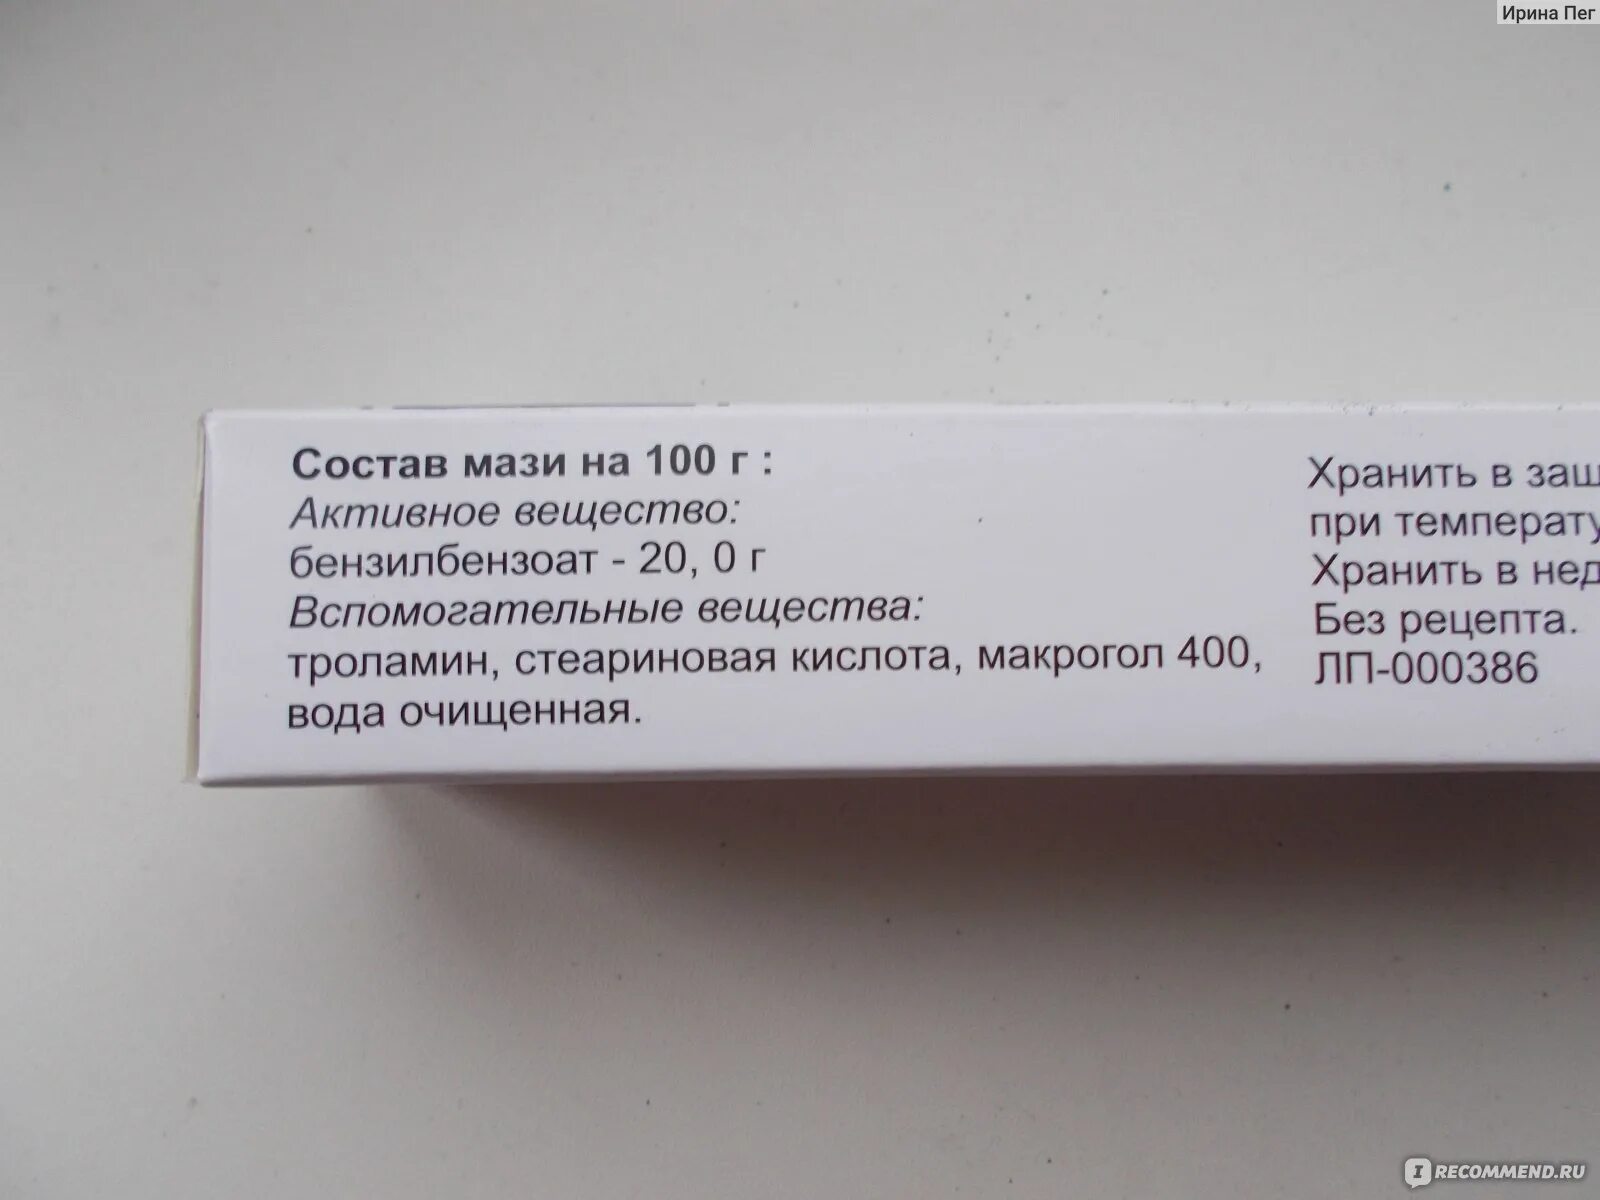 Ирина Пег
Состав мази на 100 г :
Активное вещество:
бензилбензоат - 20, 0 г
Вспомогательные вещества:
троламин, стеариновая кислота, макрогол 400,
вода очищенная.
Хранить в защ
при температу
Хранить в нед
Без рецепта.
ЛП-000386
IRECOMMEND.RU